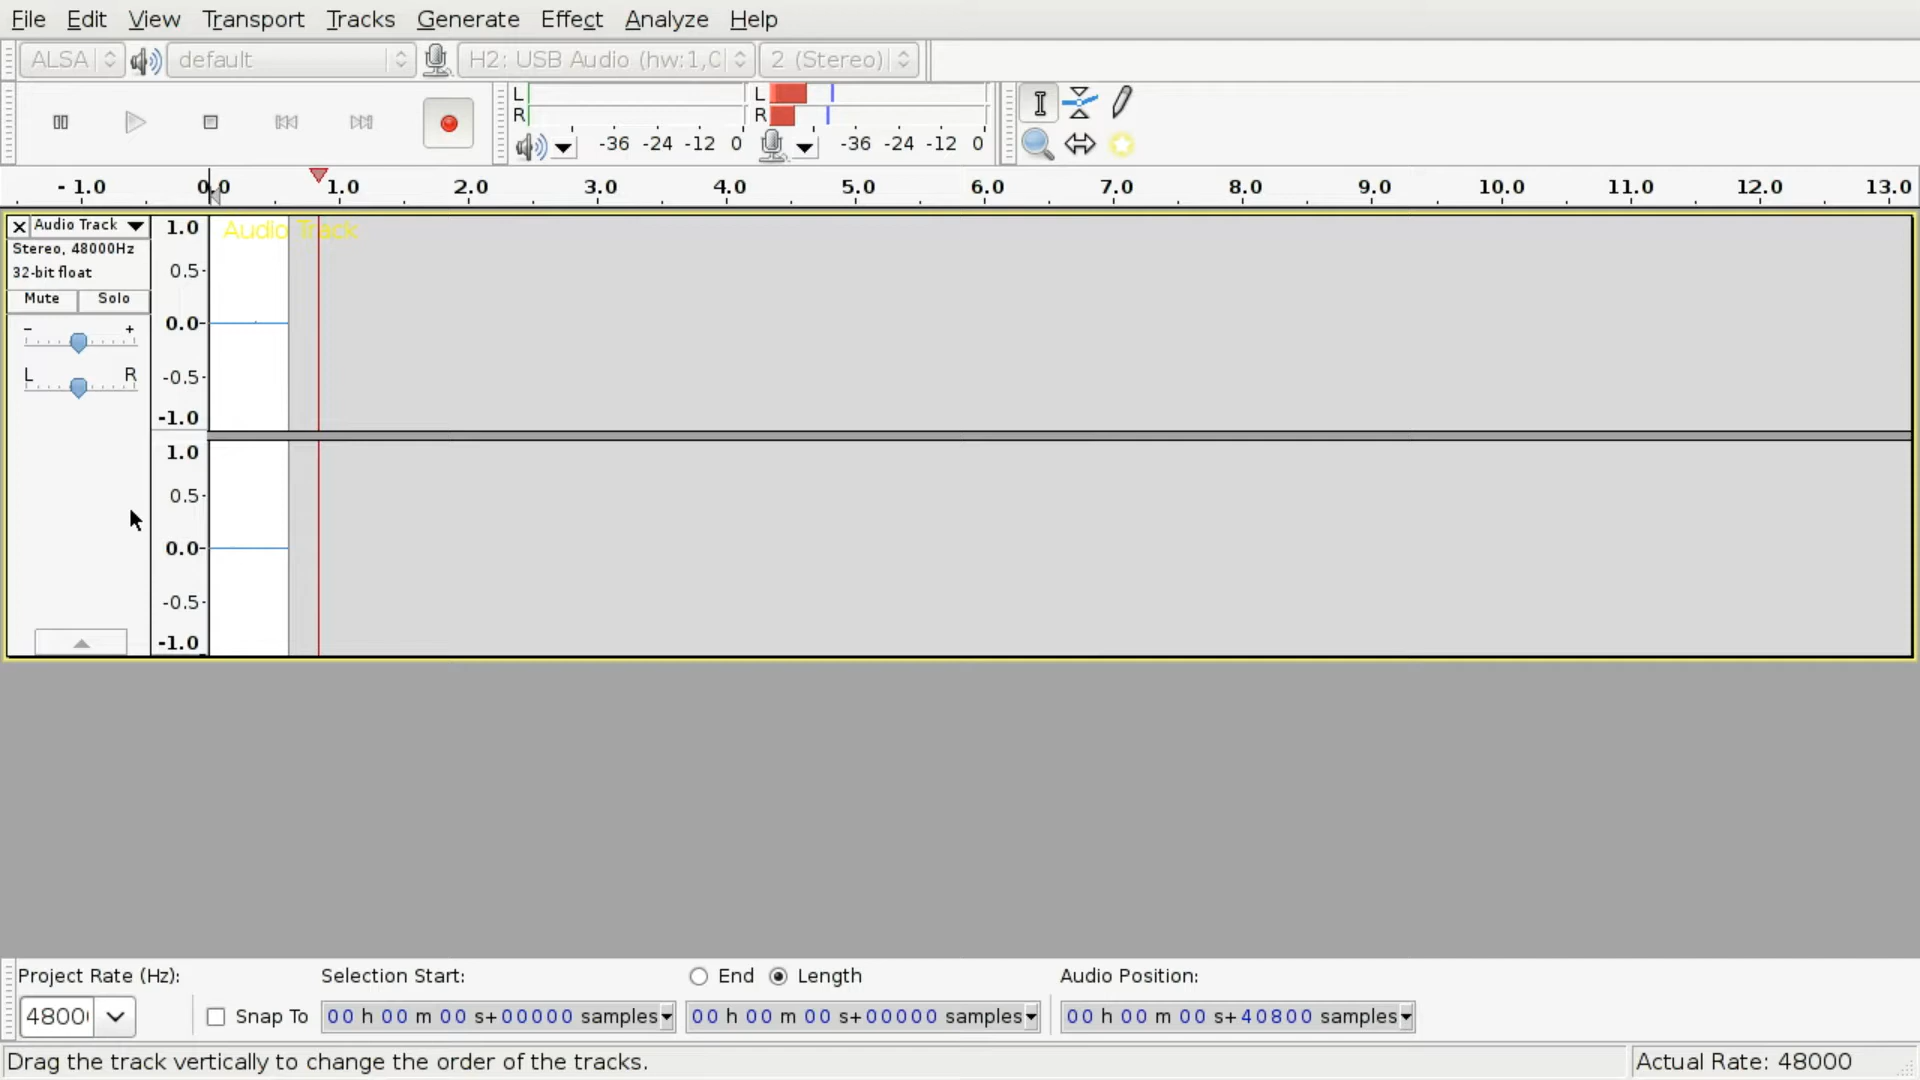 File Edit View Transport Tracks Generate Effect Analyze Help
ALSA default H2: USB Audio (hw:1,0 2 (Stereo)
L L
R R
-36 -24 -12 0 -36 -24 -12 0
- 1.0 0.0 1.0 2.0 3.0 4.0 5.0 6.0 7.0 8.0 9.0 10.0 11.0 12.0 13.0
Audio Track 1.0 Audio Track
Stereo, 48000Hz
32-bit float 0.5-
Mute Solo
0.0-
- +
L R -0.5-
-1.0
1.0
0.5-
0.0-
-0.5-
-1.0
Project Rate (Hz): Selection Start: End Length Audio Position:
4800 Snap To 00 h 00 m 00 s+00000 samples 00 h 00 m 00 s+00000 samples 00 h 00 m 00 s+40800 samples
Drag the track vertically to change the order of the tracks. Actual Rate: 48000